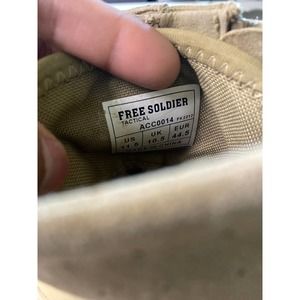 FREE SOLDIER
TACTICAL
ACC0014
US UK EUR
11.5 10.5 44.5